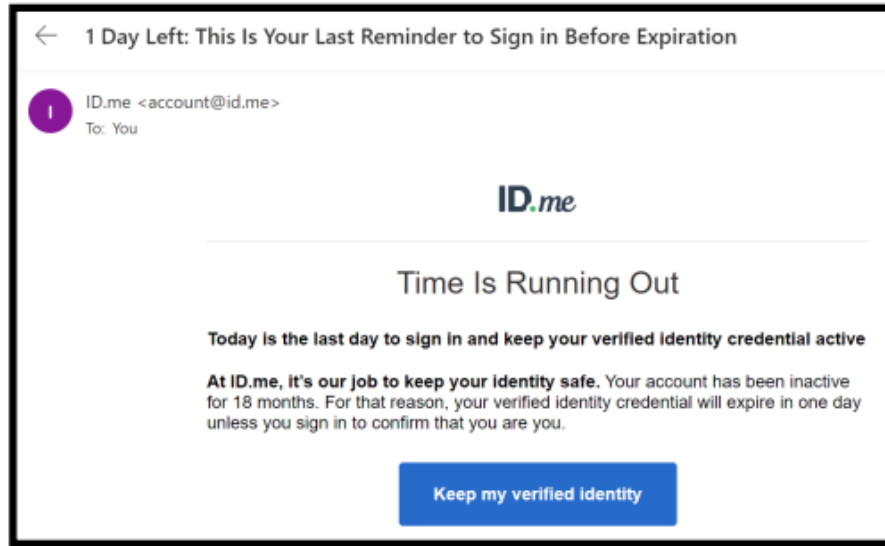 1 Day Left: This Is Your Last Reminder to Sign in Before Expiration
I
ID.me <account@id.me>
To: You
ID.me
Time Is Running Out
Today is the last day to sign in and keep your verified identity credential active
At ID.me, it's our job to keep your identity safe. Your account has been inactive
for 18 months. For that reason, your verified identity credential will expire in one day
unless you sign in to confirm that you are you.
Keep my verified identity